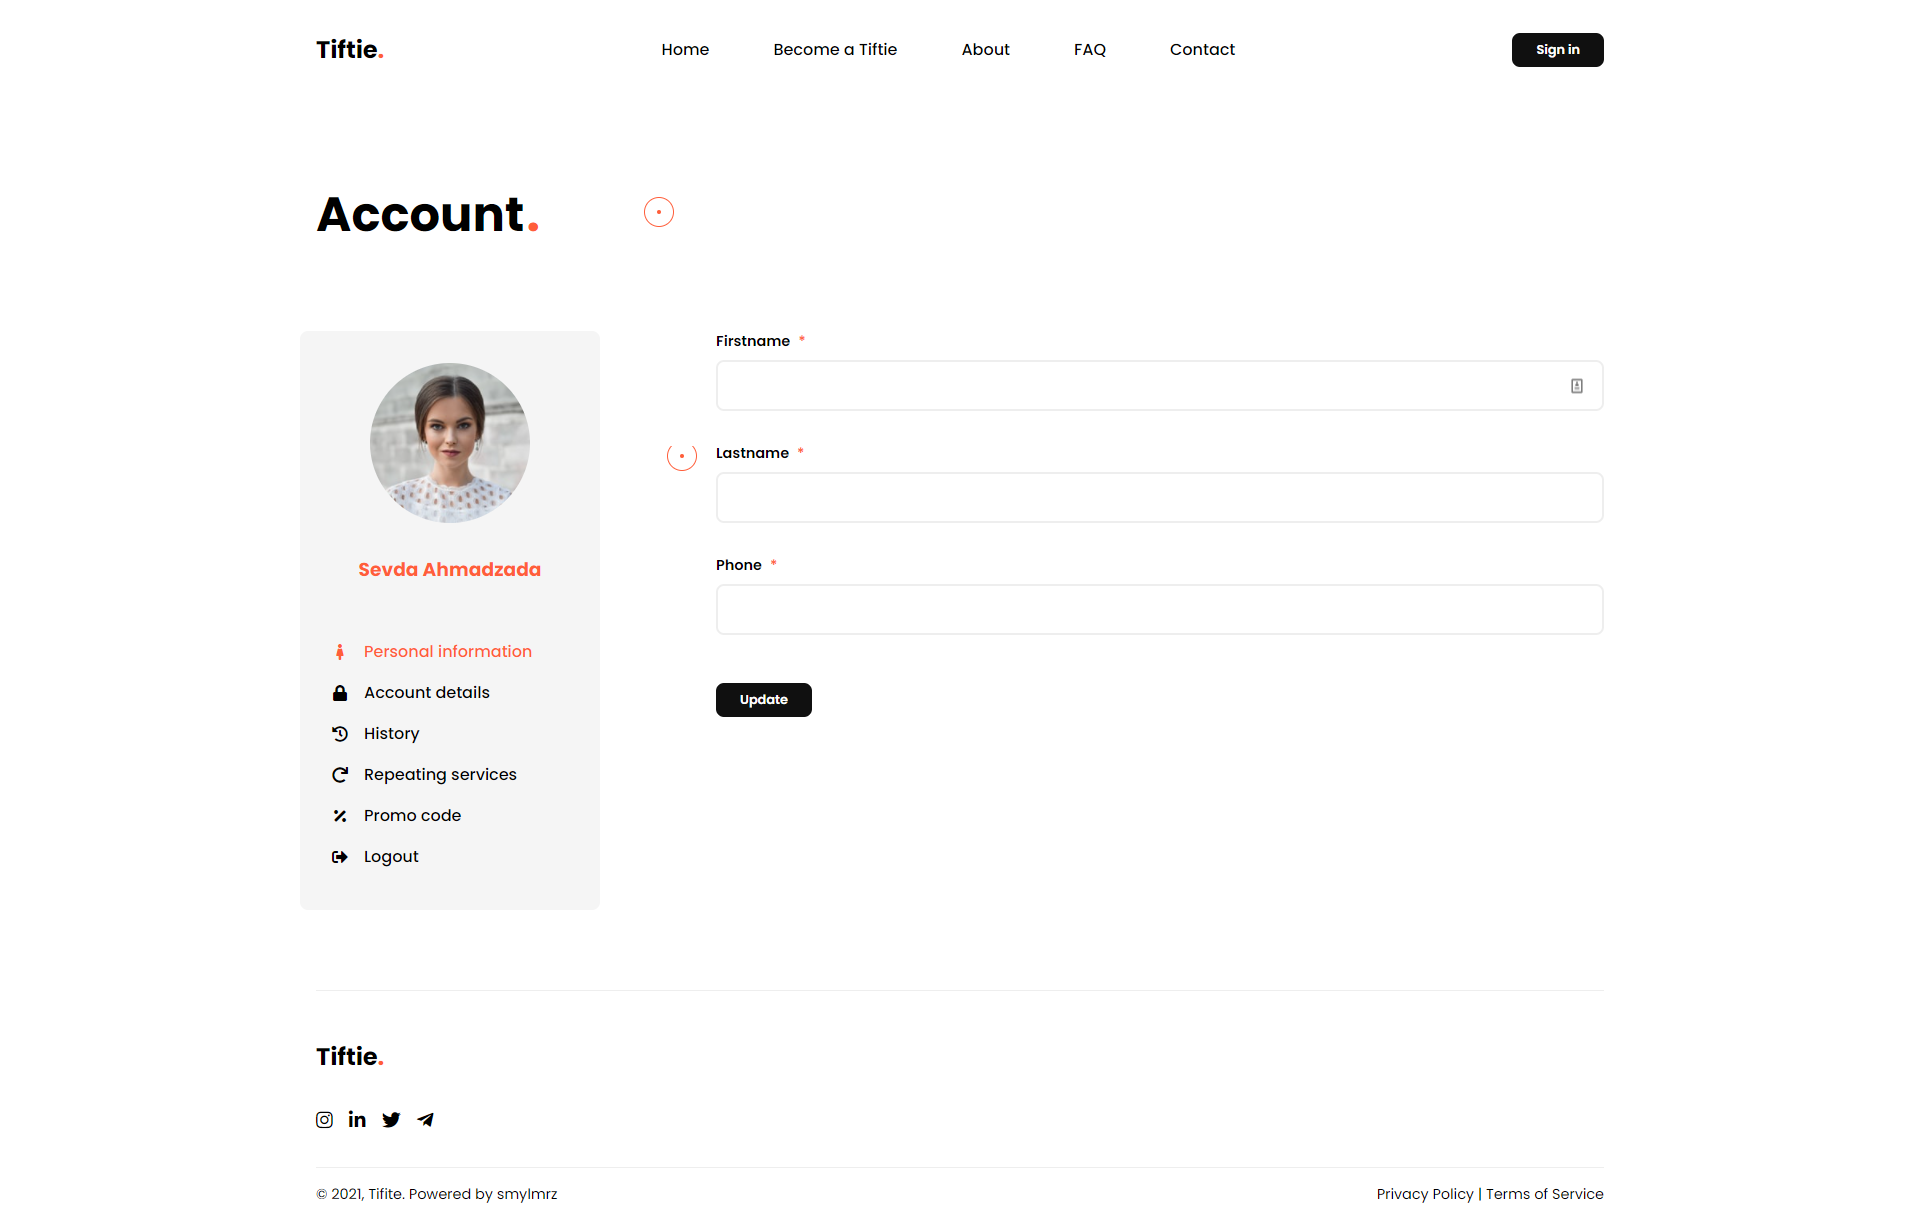 Tiftie.
Home
Become a Tiftie
About
FAQ
Contact
Sign in
Account.
Sevda Ahmadzada
Personal information
Account details
History
Repeating services
Promo code
Logout
Firstname *
Lastname *
Phone *
Update
Tiftie.
© 2021, Tifite. Powered by smylmrz
Privacy Policy | Terms of Service